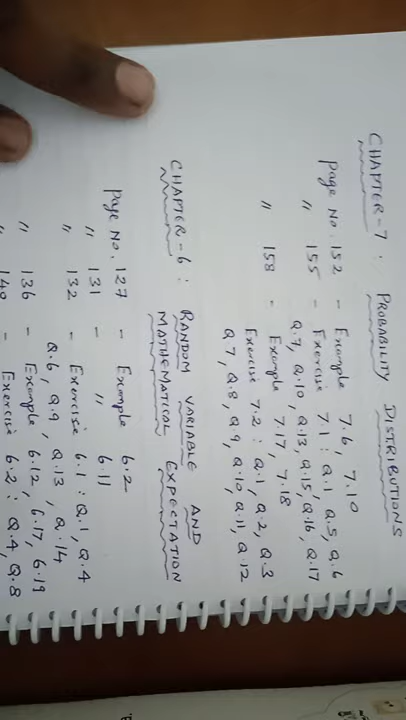 CHAPTER-7 : PROBABILITY DISTRIBUTIONS
Page No. 152 - Example 7.6, 7.10
" 155 - Exercise 7.1 : Q.1, Q.5, Q.6
Q.7, Q.10, Q.13, Q.15, Q.16, Q.17
" 158 - Example 7.17, 7.18
Exercise 7.2 : Q.1, Q.2, Q.3
Q.7, Q.8, Q.9, Q.10, Q.11, Q.12
CHAPTER-6 : RANDOM VARIABLE AND
MATHEMATICAL EXPECTATION
Page No. 127 - Example 6.2
" 131 - " 6.11
" 132 - Exercise 6.1 : Q.1, Q.4
Q.6, Q.9, Q.13, Q.14
" 136 - Example 6.12, 6.17, 6.19
" 140 - Exercise 6.2 : Q.4, Q.8